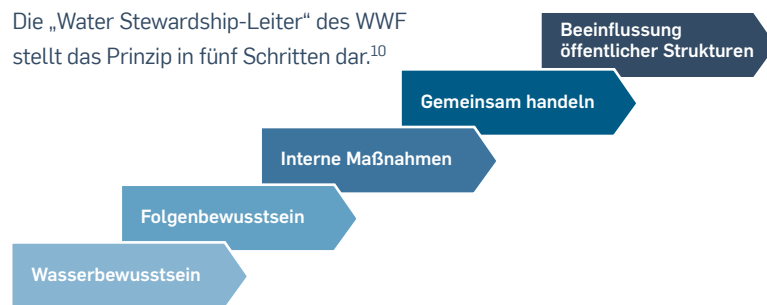 Die „Water Stewardship-Leiter“ des WWF
stellt das Prinzip in fünf Schritten dar.¹⁰
Beeinflussung
öffentlicher Strukturen
Gemeinsam handeln
Interne Maßnahmen
Folgenbewusstsein
Wasserbewusstsein